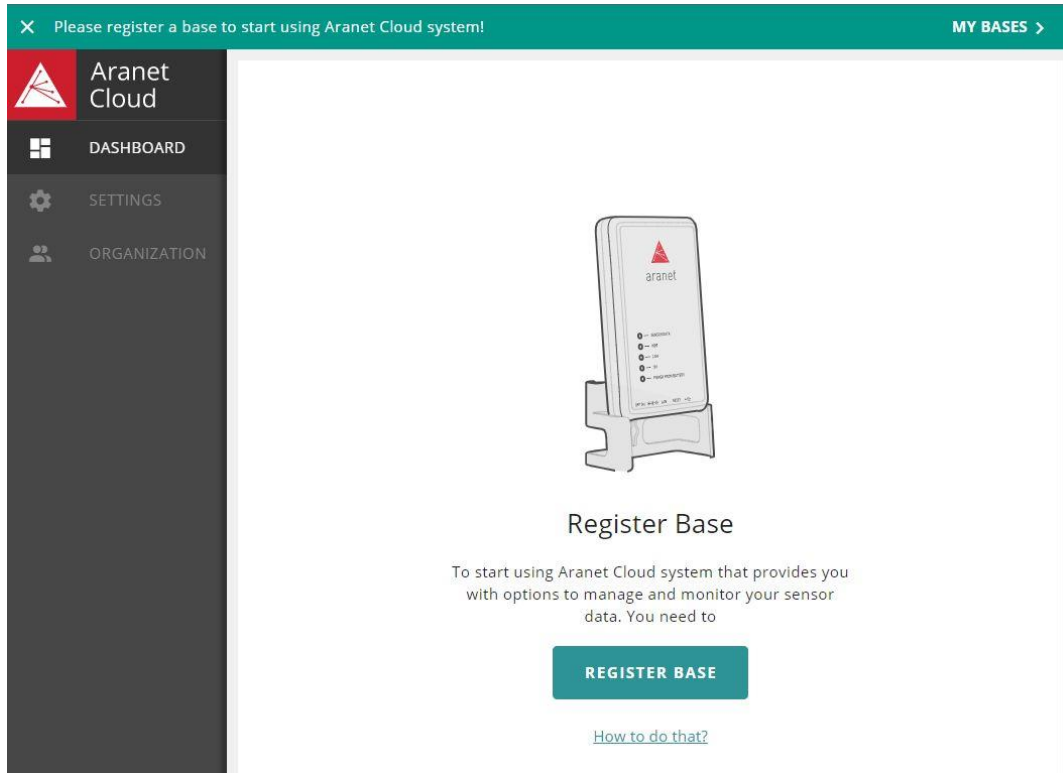 Please register a base to start using Aranet Cloud system!
MY BASES
Aranet
Cloud
DASHBOARD
SETTINGS
ORGANIZATION
aranet
Register Base
To start using Aranet Cloud system that provides you
with options to manage and monitor your sensor
data. You need to
REGISTER BASE
How to do that?